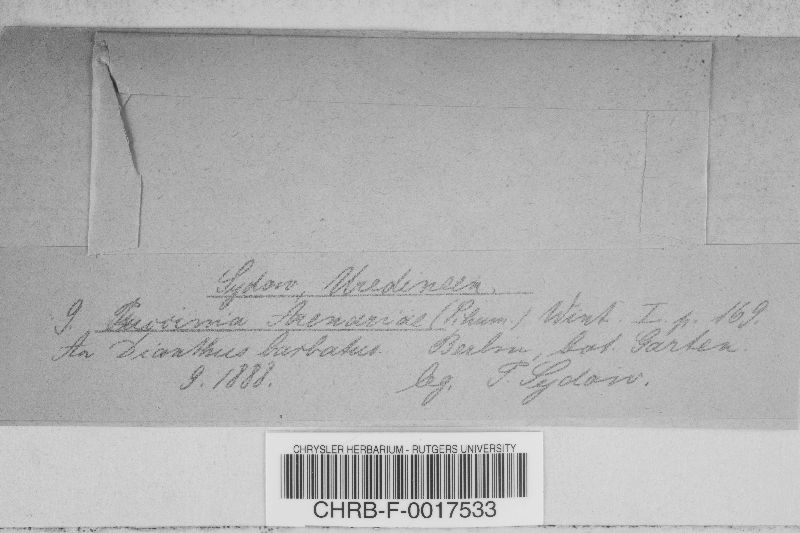 Sydow, Uredineen.
9. Puccinia Arenariae (Schum.) Wint. I. p. 169
An Dianthus barbatus. Berlin, bot. Garten
9. 1888. leg. P. Sydow.
CHRYSLER HERBARIUM - RUTGERS UNIVERSITY
CHRB-F-0017533